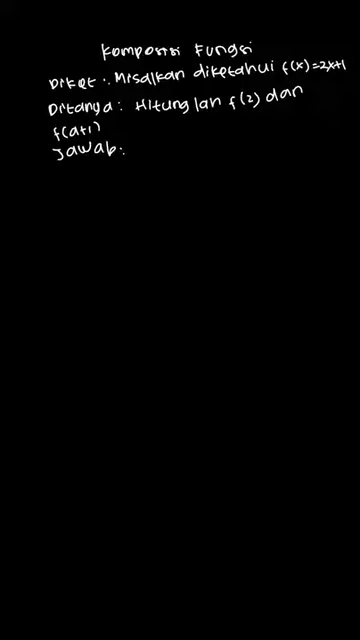 Komposisi Fungsi
Diket : Misalkan diketahui f(x)=2x+1
Ditanya : Hitunglah f(2) dan
f(a+1)
Jawab :